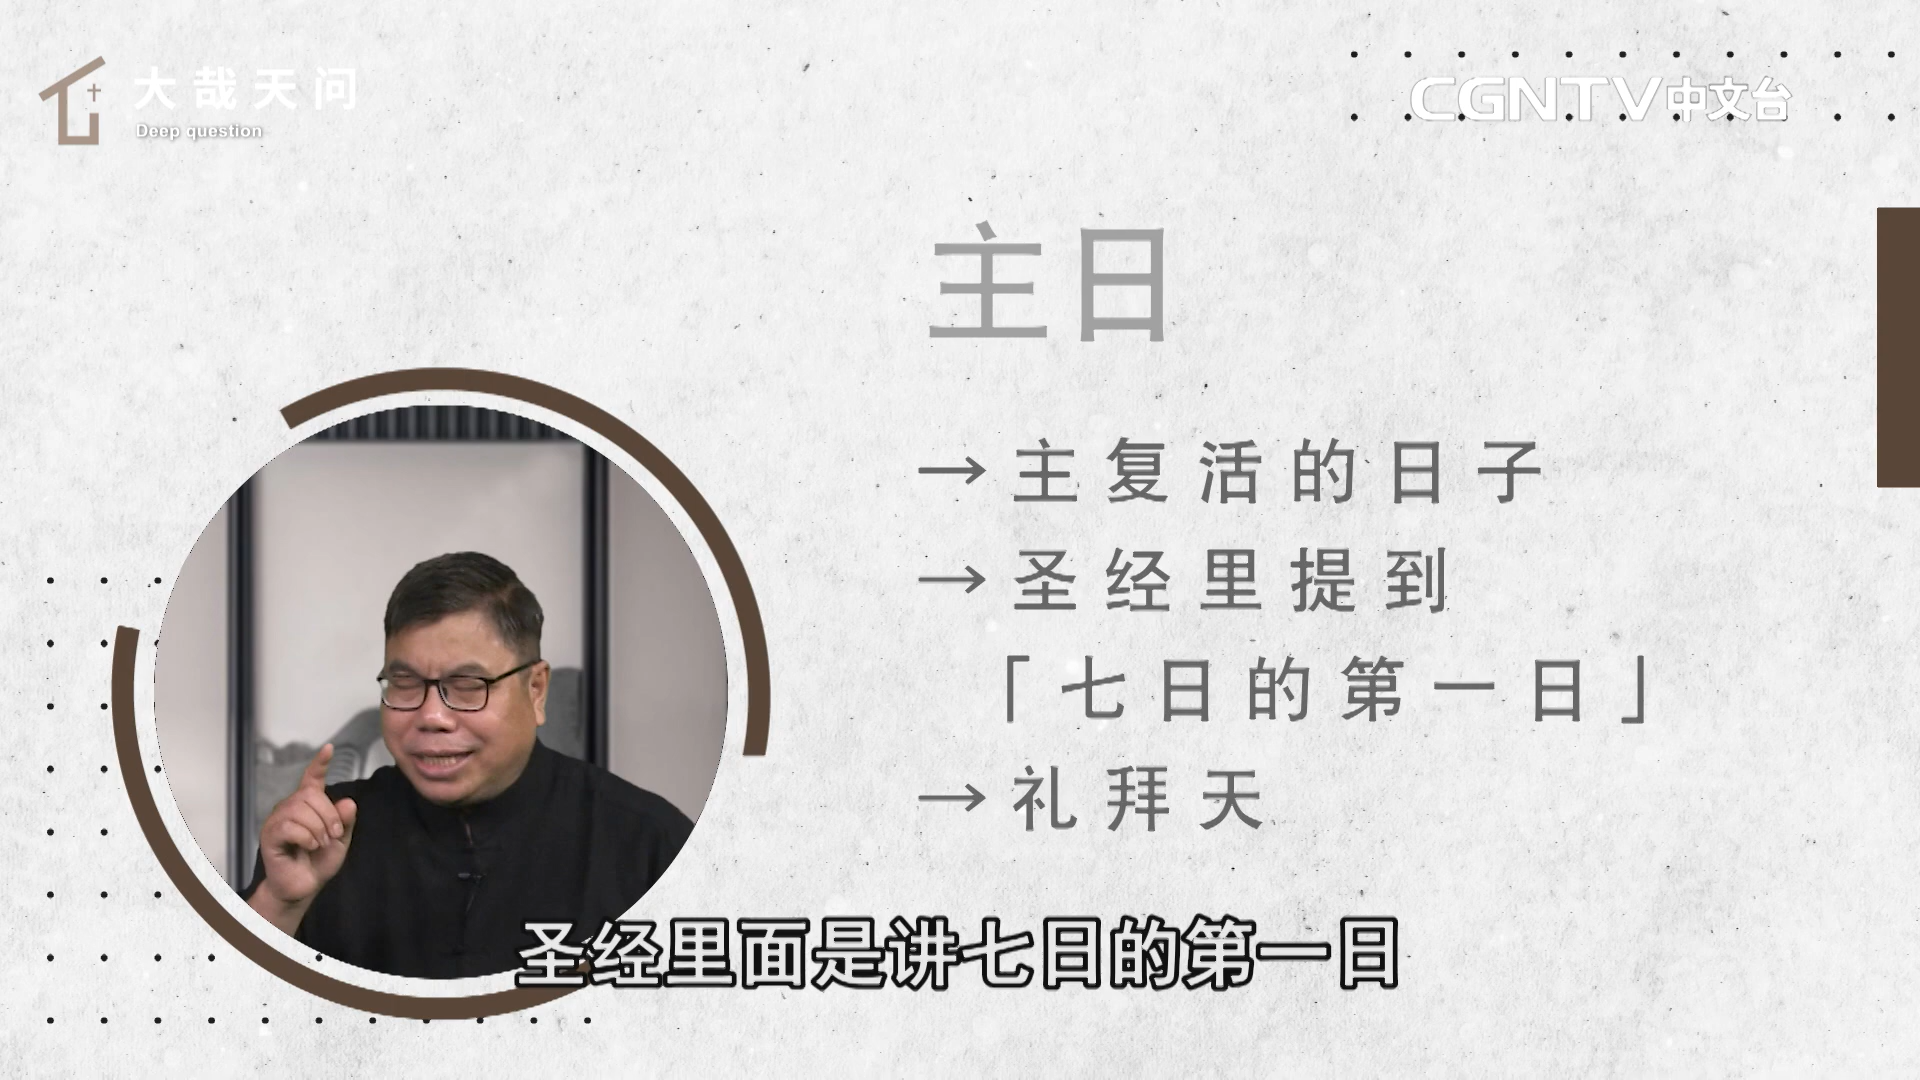 大哉天问
Deep question
CGNTV中文台
主日
→主复活的日子
→圣经里提到
「七日的第一日」
→礼拜天
圣经里面是讲七日的第一日